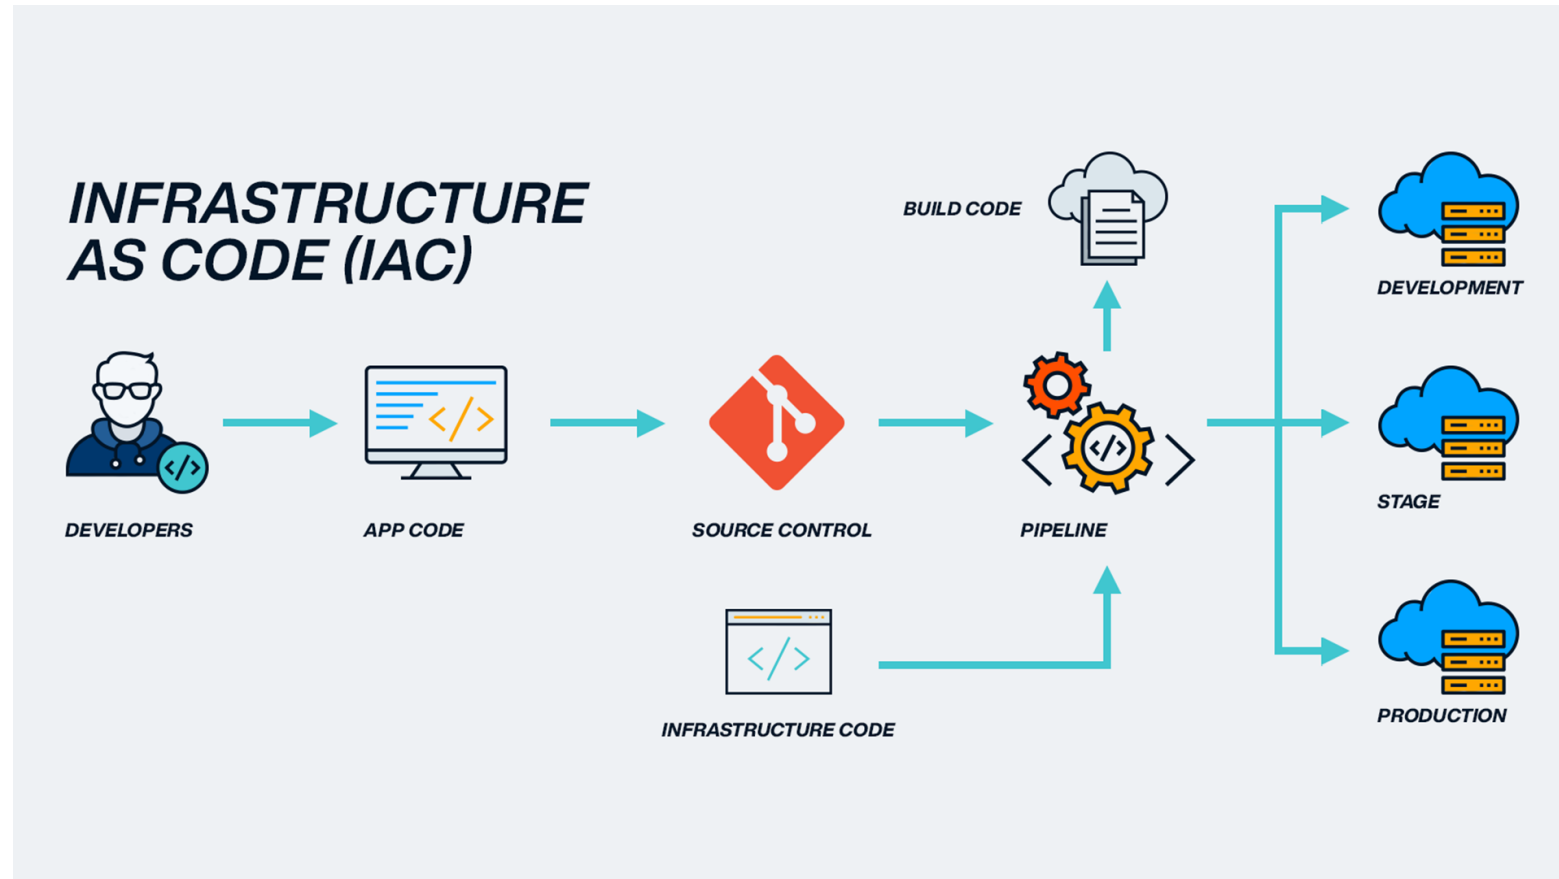 INFRASTRUCTURE
AS CODE (IAC)
BUILD CODE
DEVELOPMENT
DEVELOPERS
APP CODE
SOURCE CONTROL
PIPELINE
STAGE
INFRASTRUCTURE CODE
PRODUCTION